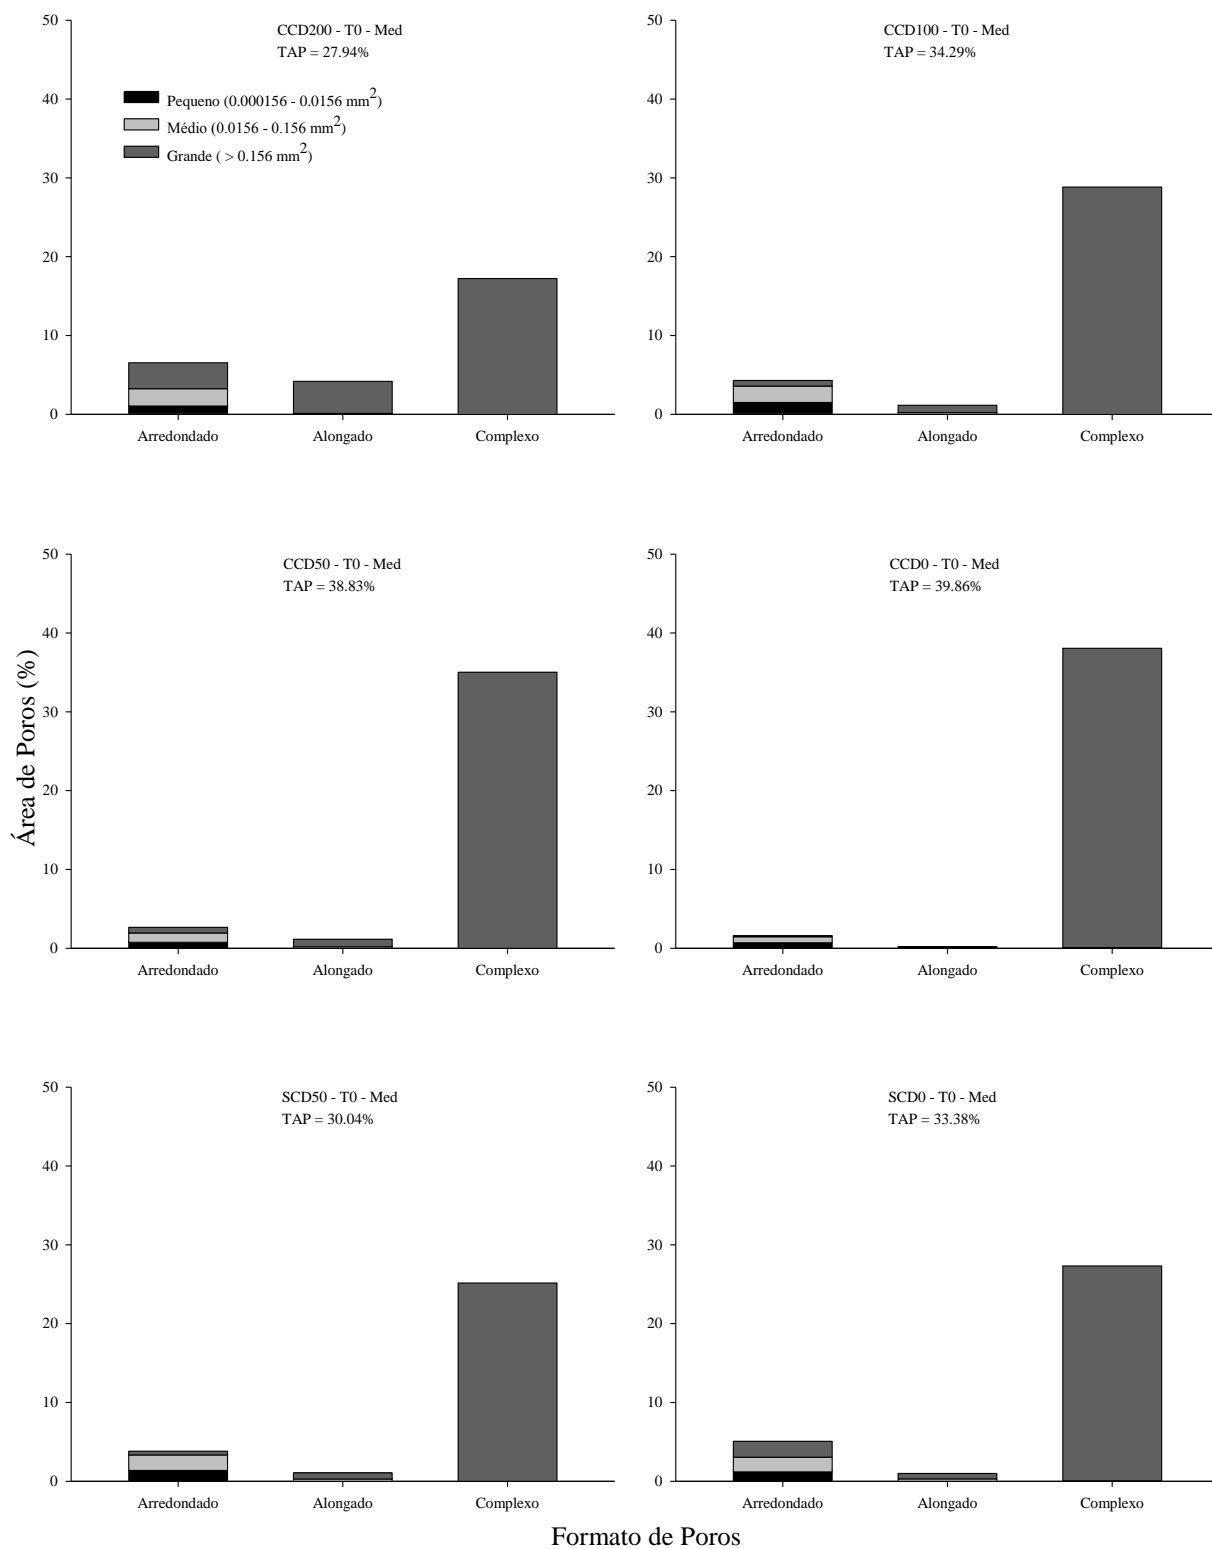 CCD200 - T0 - Med
TAP = 27.94%
Pequeno (0.000156 - 0.0156 mm²)
Médio (0.0156 - 0.156 mm²)
Grande ( > 0.156 mm²)
50
40
30
20
10
0
Arredondado Alongado Complexo
CCD100 - T0 - Med
TAP = 34.29%
50
40
30
20
10
0
Arredondado Alongado Complexo
Área de Poros (%)
CCD50 - T0 - Med
TAP = 38.83%
50
40
30
20
10
0
Arredondado Alongado Complexo
CCD0 - T0 - Med
TAP = 39.86%
50
40
30
20
10
0
Arredondado Alongado Complexo
SCD50 - T0 - Med
TAP = 30.04%
50
40
30
20
10
0
Arredondado Alongado Complexo
SCD0 - T0 - Med
TAP = 33.38%
50
40
30
20
10
0
Arredondado Alongado Complexo
Formato de Poros